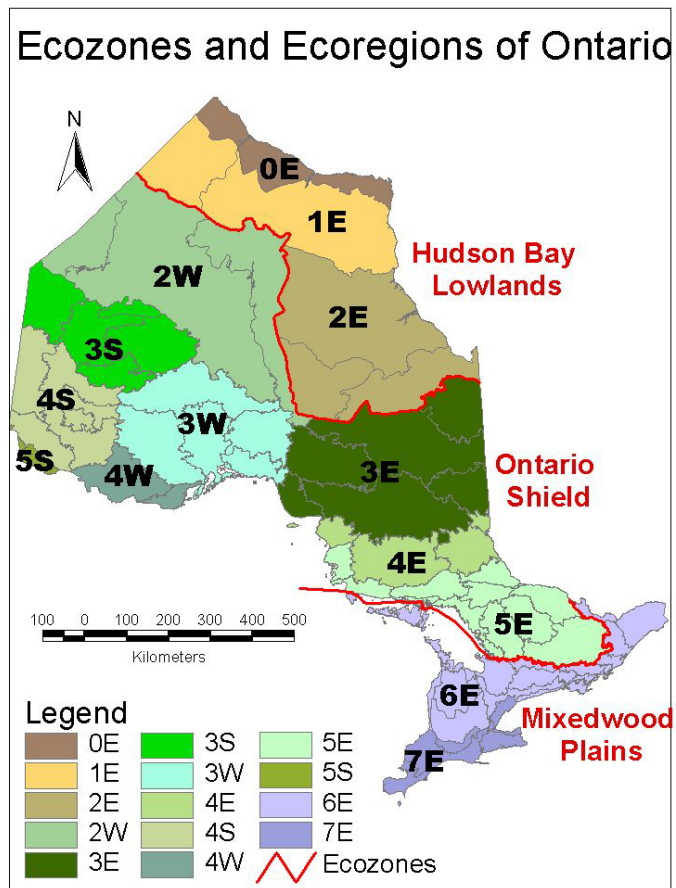 Ecozones and Ecoregions of Ontario
N
0E
1E
Hudson Bay
Lowlands
2W
2E
3S
4S
3W
5S
4W
3E
Ontario
Shield
4E
100 0 100 200 300 400 500
Kilometers
5E
6E
Mixedwood
Plains
7E
Legend
0E 3S 5E
1E 3W 5S
2E 4E 6E
2W 4S 7E
3E 4W Ecozones